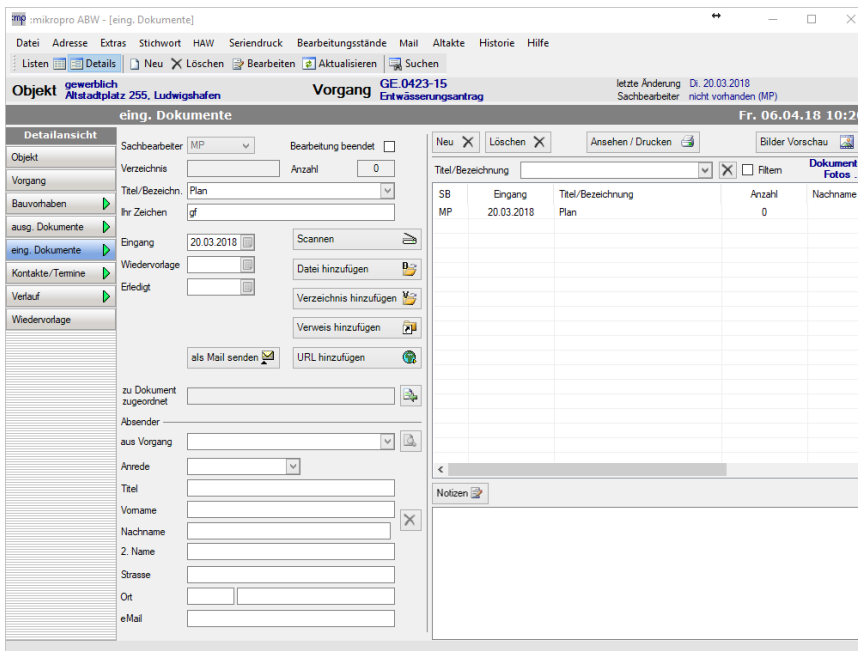 :mp :mikropro ABW - [eing. Dokumente]
Datei Adresse Extras Stichwort HAW Seriendruck Bearbeitungsstände Mail Altakte Historie Hilfe
Listen Details Neu Löschen Bearbeiten Aktualisieren Suchen
Objekt gewerblich
Altstadtplatz 255, Ludwigshafen
Vorgang GE.0423-15
Entwässerungsantrag
letzte Änderung Di. 20.03.2018
Sachbearbeiter nicht vorhanden (MP)
eing. Dokumente Fr. 06.04.18 10:20
Detailansicht
Objekt
Vorgang
Bauvorhaben
ausg. Dokumente
eing. Dokumente
Kontakte/Termine
Verlauf
Wiedervorlage
Sachbearbeiter MP Bearbeitung beendet
Verzeichnis Anzahl 0
Titel/Bezeichn. Plan
Ihr Zeichen gf
Eingang 20.03.2018 Scannen
Wiedervorlage Datei hinzufügen
Erledigt
Verzeichnis hinzufügen
Verweis hinzufügen
als Mail senden URL hinzufügen
zu Dokument
zugeordnet
Absender
aus Vorgang
Anrede
Titel
Vorname
Nachname
2. Name
Strasse
Ort
eMail
Neu Löschen Ansehen / Drucken Bilder Vorschau
Titel/Bezeichnung Filtern Dokument
Fotos .
SB Eingang Titel/Bezeichnung Anzahl Nachname
MP 20.03.2018 Plan 0
Notizen